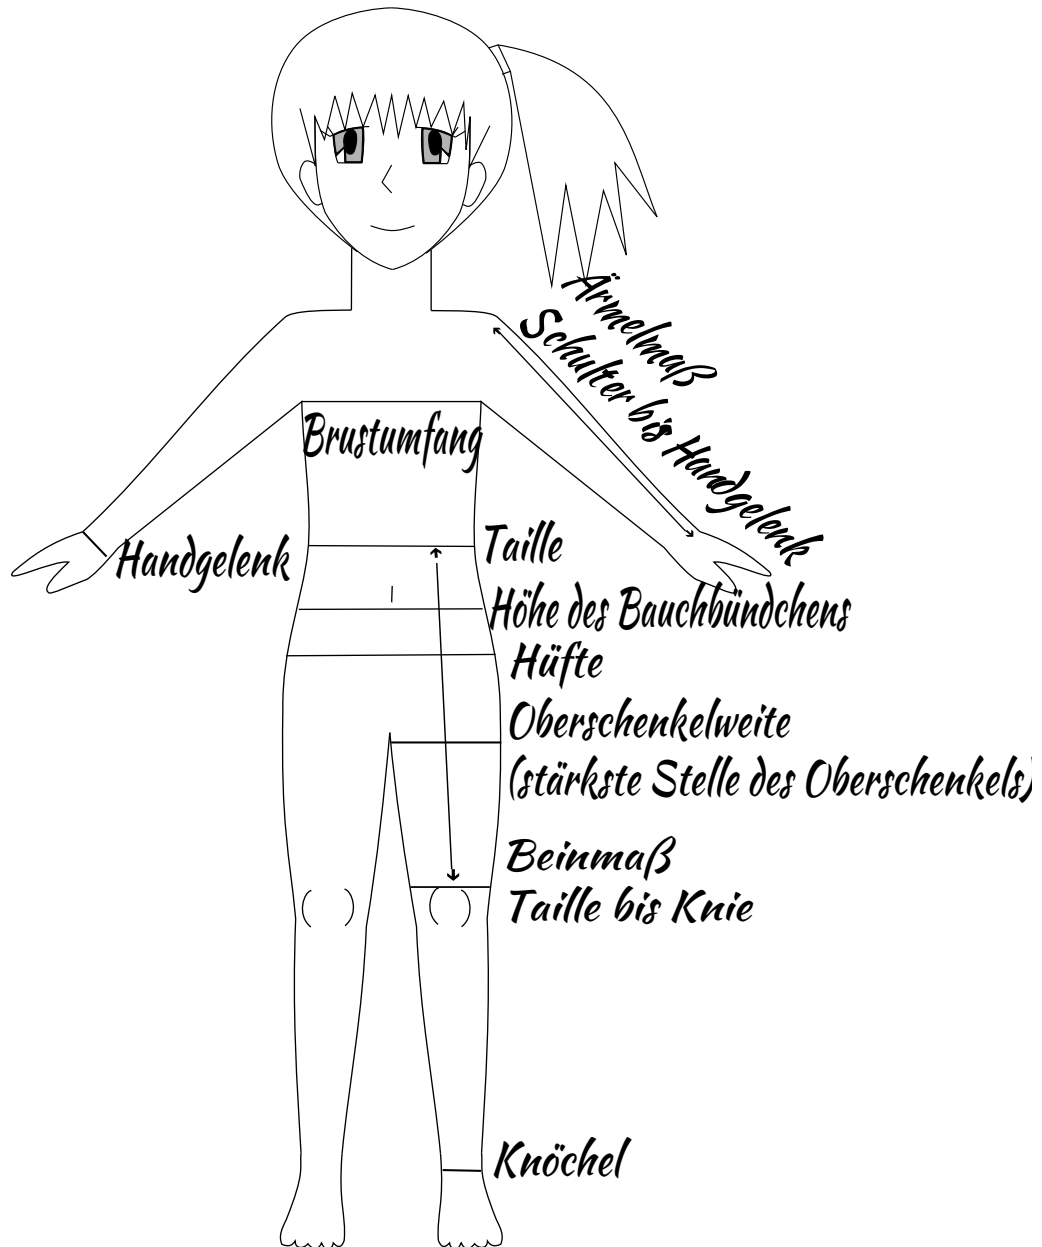 Ärmelmaß
Schulter bis Handgelenk
Brustumfang
Handgelenk
Taille
Höhe des Bauchbündchens
Hüfte
Oberschenkelweite
(stärkste Stelle des Oberschenkels)
Beinmaß
Taille bis Knie
Knöchel